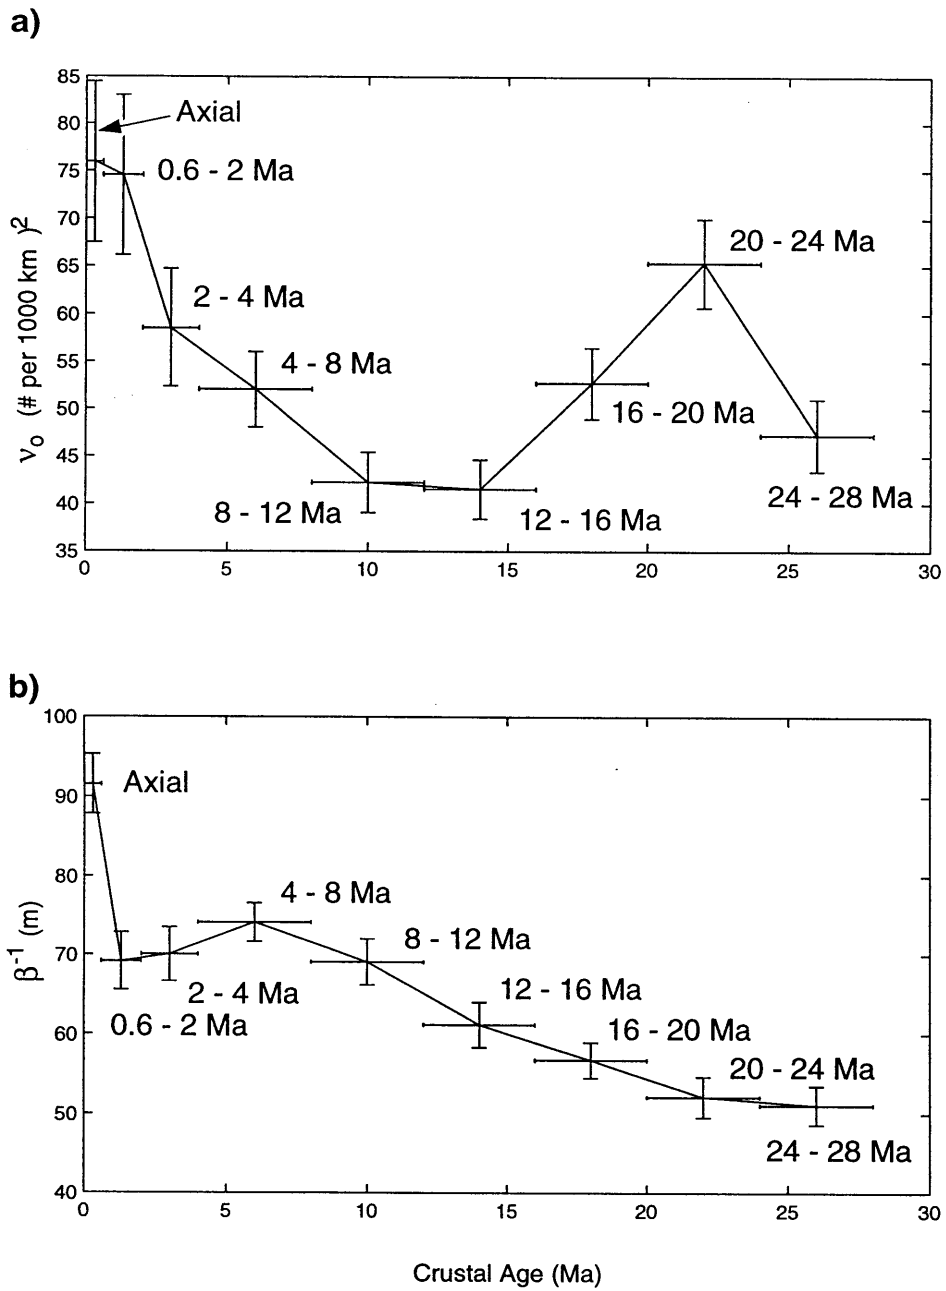 a)
85
80
75
70
65
60
55
50
45
40
35
ν₀ (# per 1000 km )²
Axial
0.6 - 2 Ma
2 - 4 Ma
4 - 8 Ma
8 - 12 Ma
12 - 16 Ma
16 - 20 Ma
20 - 24 Ma
24 - 28 Ma
0 5 10 15 20 25 30
b)
100
90
80
70
60
50
40
β⁻¹ (m)
Axial
0.6 - 2 Ma
2 - 4 Ma
4 - 8 Ma
8 - 12 Ma
12 - 16 Ma
16 - 20 Ma
20 - 24 Ma
24 - 28 Ma
0 5 10 15 20 25 30
Crustal Age (Ma)